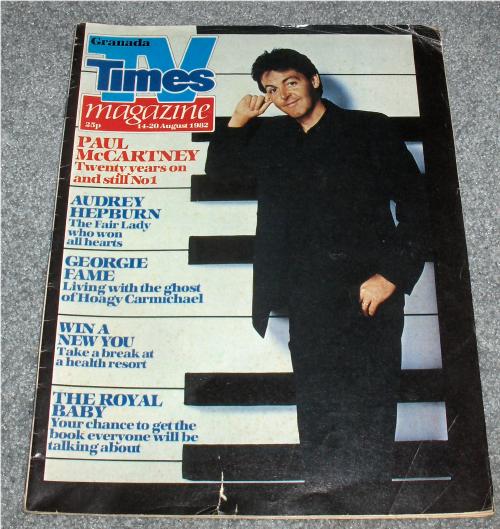 Granada
TV
Times
magazine
25p 14-20 August 1982
PAUL
McCARTNEY
Twenty years on
and still No1
AUDREY
HEPBURN
The Fair Lady
who won
all hearts
GEORGIE
FAME
Living with the ghost
of Hoagy Carmichael
WIN A
NEW YOU
Take a break at
a health resort
THE ROYAL
BABY
Your chance to get the
book everyone will be
talking about